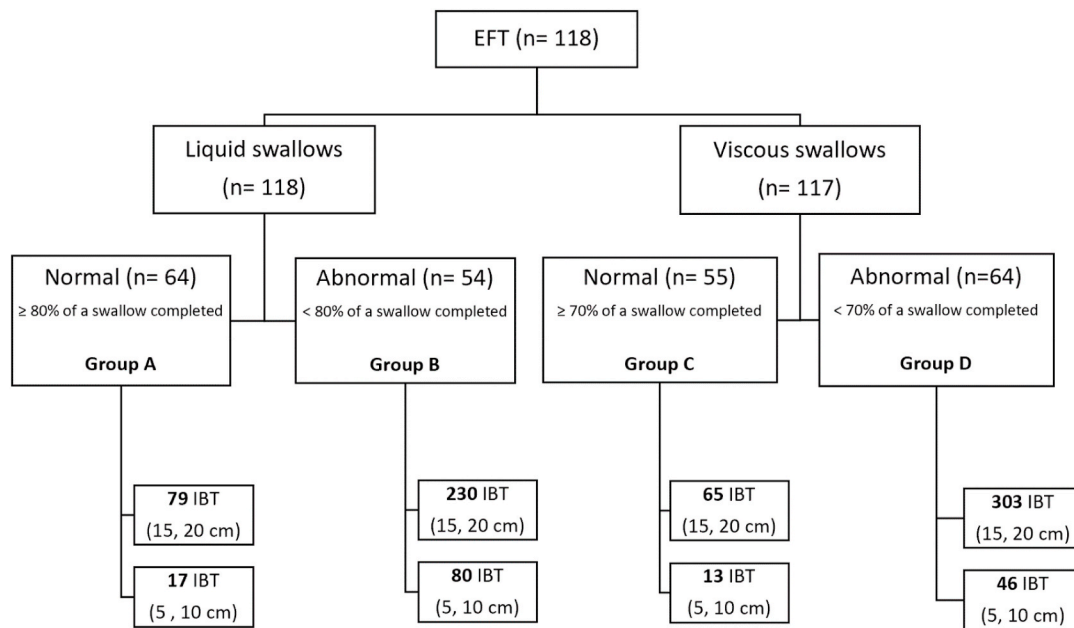 EFT (n= 118)
Liquid swallows
(n= 118)
Viscous swallows
(n= 117)
Normal (n= 64)
≥ 80% of a swallow completed
Group A
Abnormal (n= 54)
< 80% of a swallow completed
Group B
Normal (n= 55)
≥ 70% of a swallow completed
Group C
Abnormal (n=64)
< 70% of a swallow completed
Group D
79 IBT
(15, 20 cm)
17 IBT
(5 , 10 cm)
230 IBT
(15, 20 cm)
80 IBT
(5, 10 cm)
65 IBT
(15, 20 cm)
13 IBT
(5, 10 cm)
303 IBT
(15, 20 cm)
46 IBT
(5, 10 cm)